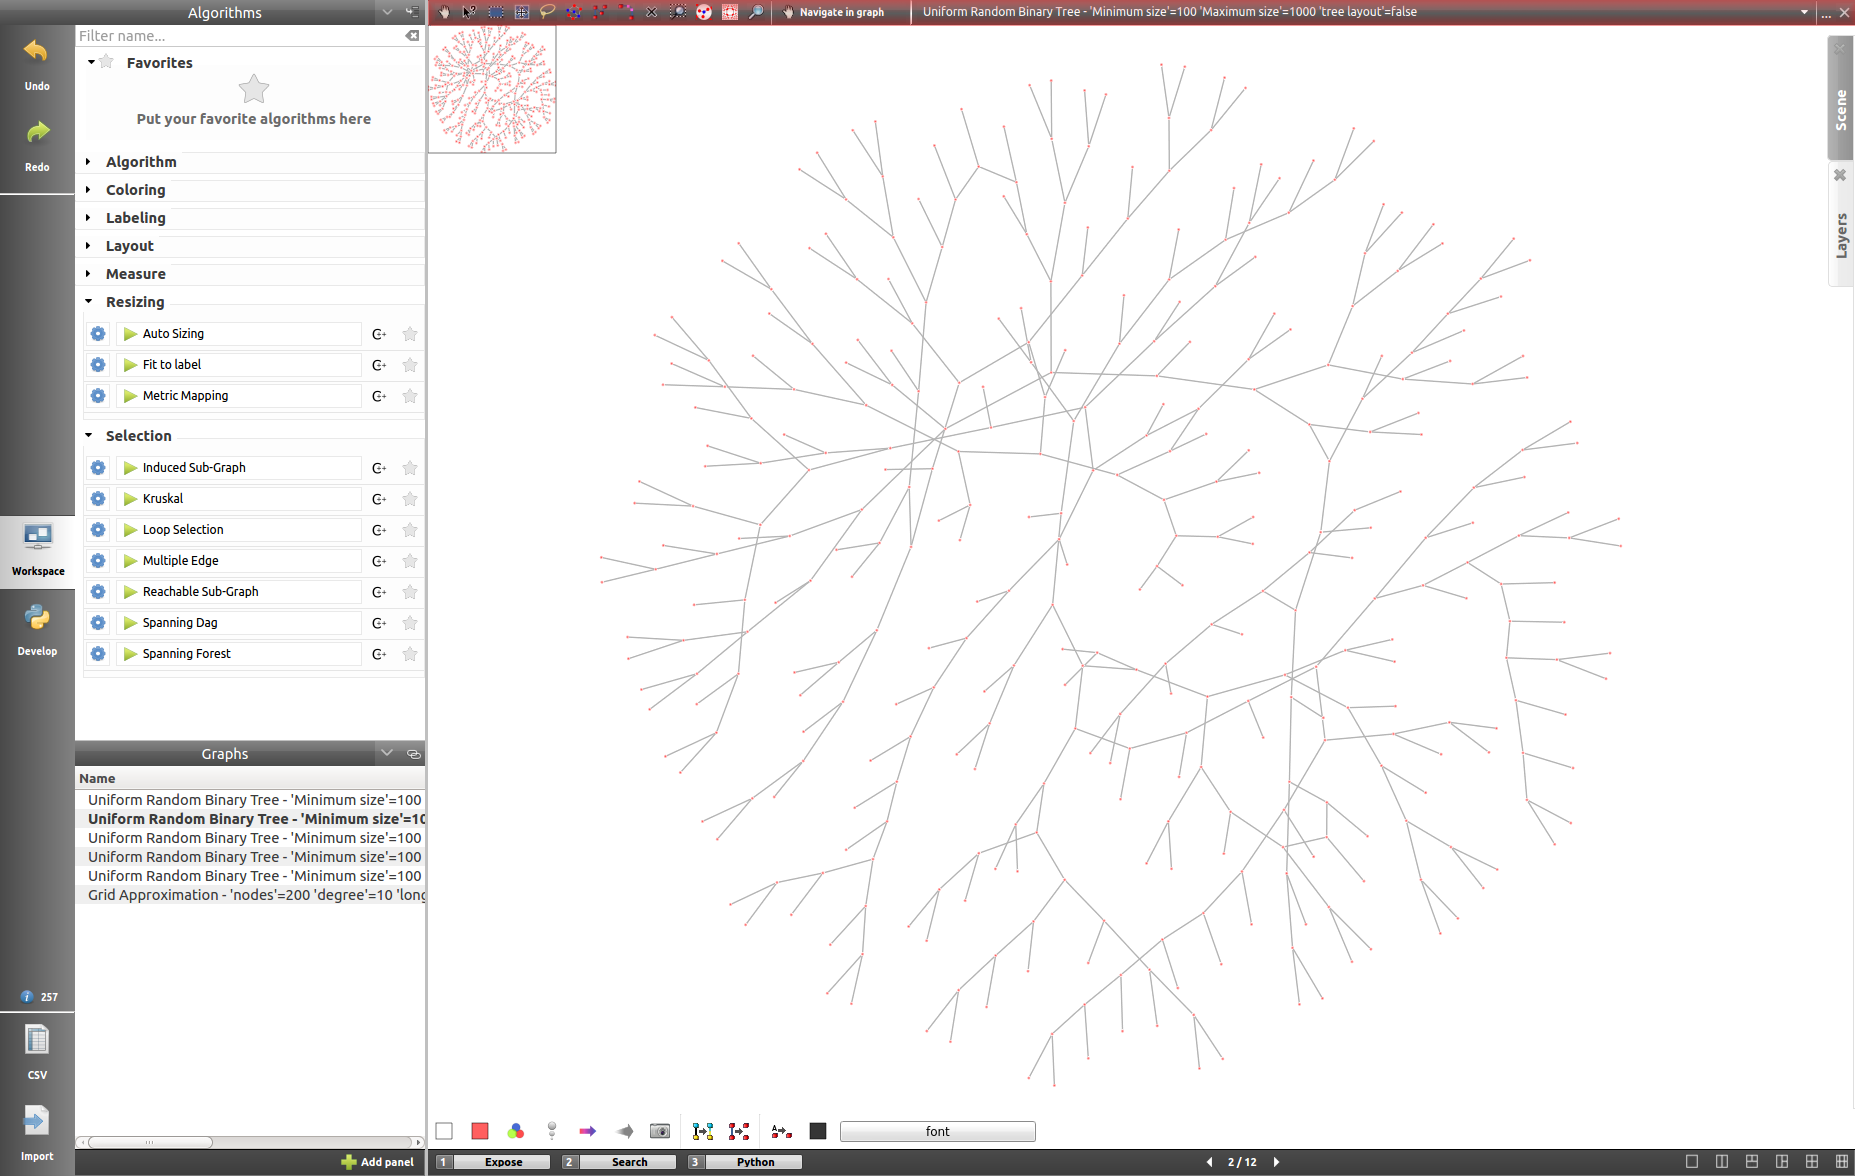 Algorithms
Navigate in graph
Uniform Random Binary Tree - 'Minimum size'=100 'Maximum size'=1000 'tree layout'=false
...
Filter name...
Undo
Redo
Favorites
Put your favorite algorithms here
Algorithm
Coloring
Labeling
Layout
Measure
Resizing
Auto Sizing
Fit to label
Metric Mapping
Selection
Induced Sub-Graph
Kruskal
Loop Selection
Multiple Edge
Reachable Sub-Graph
Spanning Dag
Spanning Forest
Workspace
Develop
Scene
Layers
Graphs
Name
Uniform Random Binary Tree - 'Minimum size'=100
Uniform Random Binary Tree - 'Minimum size'=10
Uniform Random Binary Tree - 'Minimum size'=100
Uniform Random Binary Tree - 'Minimum size'=100
Uniform Random Binary Tree - 'Minimum size'=100
Grid Approximation - 'nodes'=200 'degree'=10 'long
257
CSV
Import
Add panel
font
1 Expose
2 Search
3 Python
2 / 12